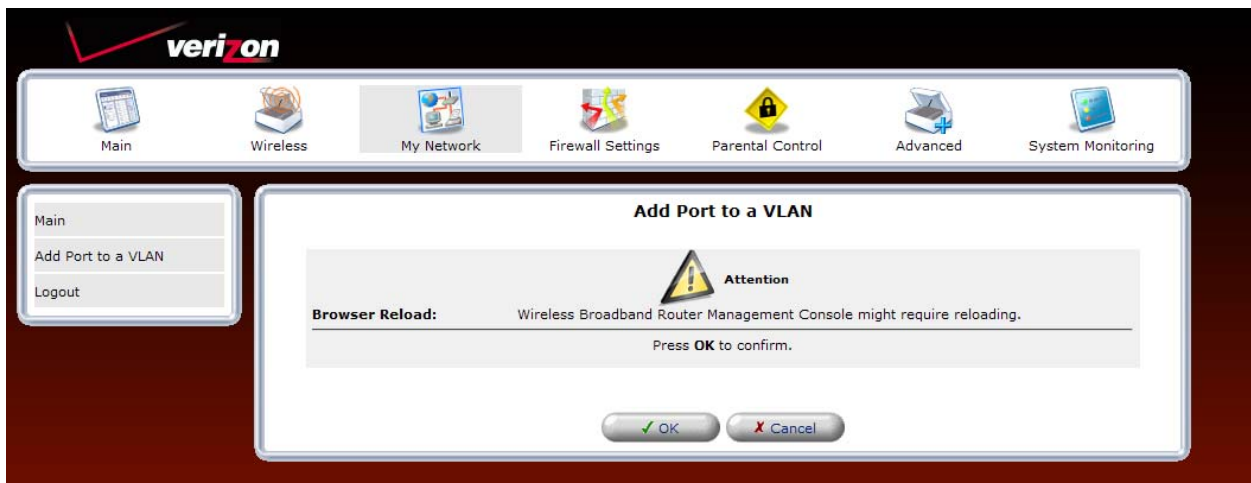 verizon
Main
Wireless
My Network
Firewall Settings
Parental Control
Advanced
System Monitoring
Main
Add Port to a VLAN
Logout
Add Port to a VLAN
Attention
Browser Reload: Wireless Broadband Router Management Console might require reloading.
Press OK to confirm.
OK
Cancel